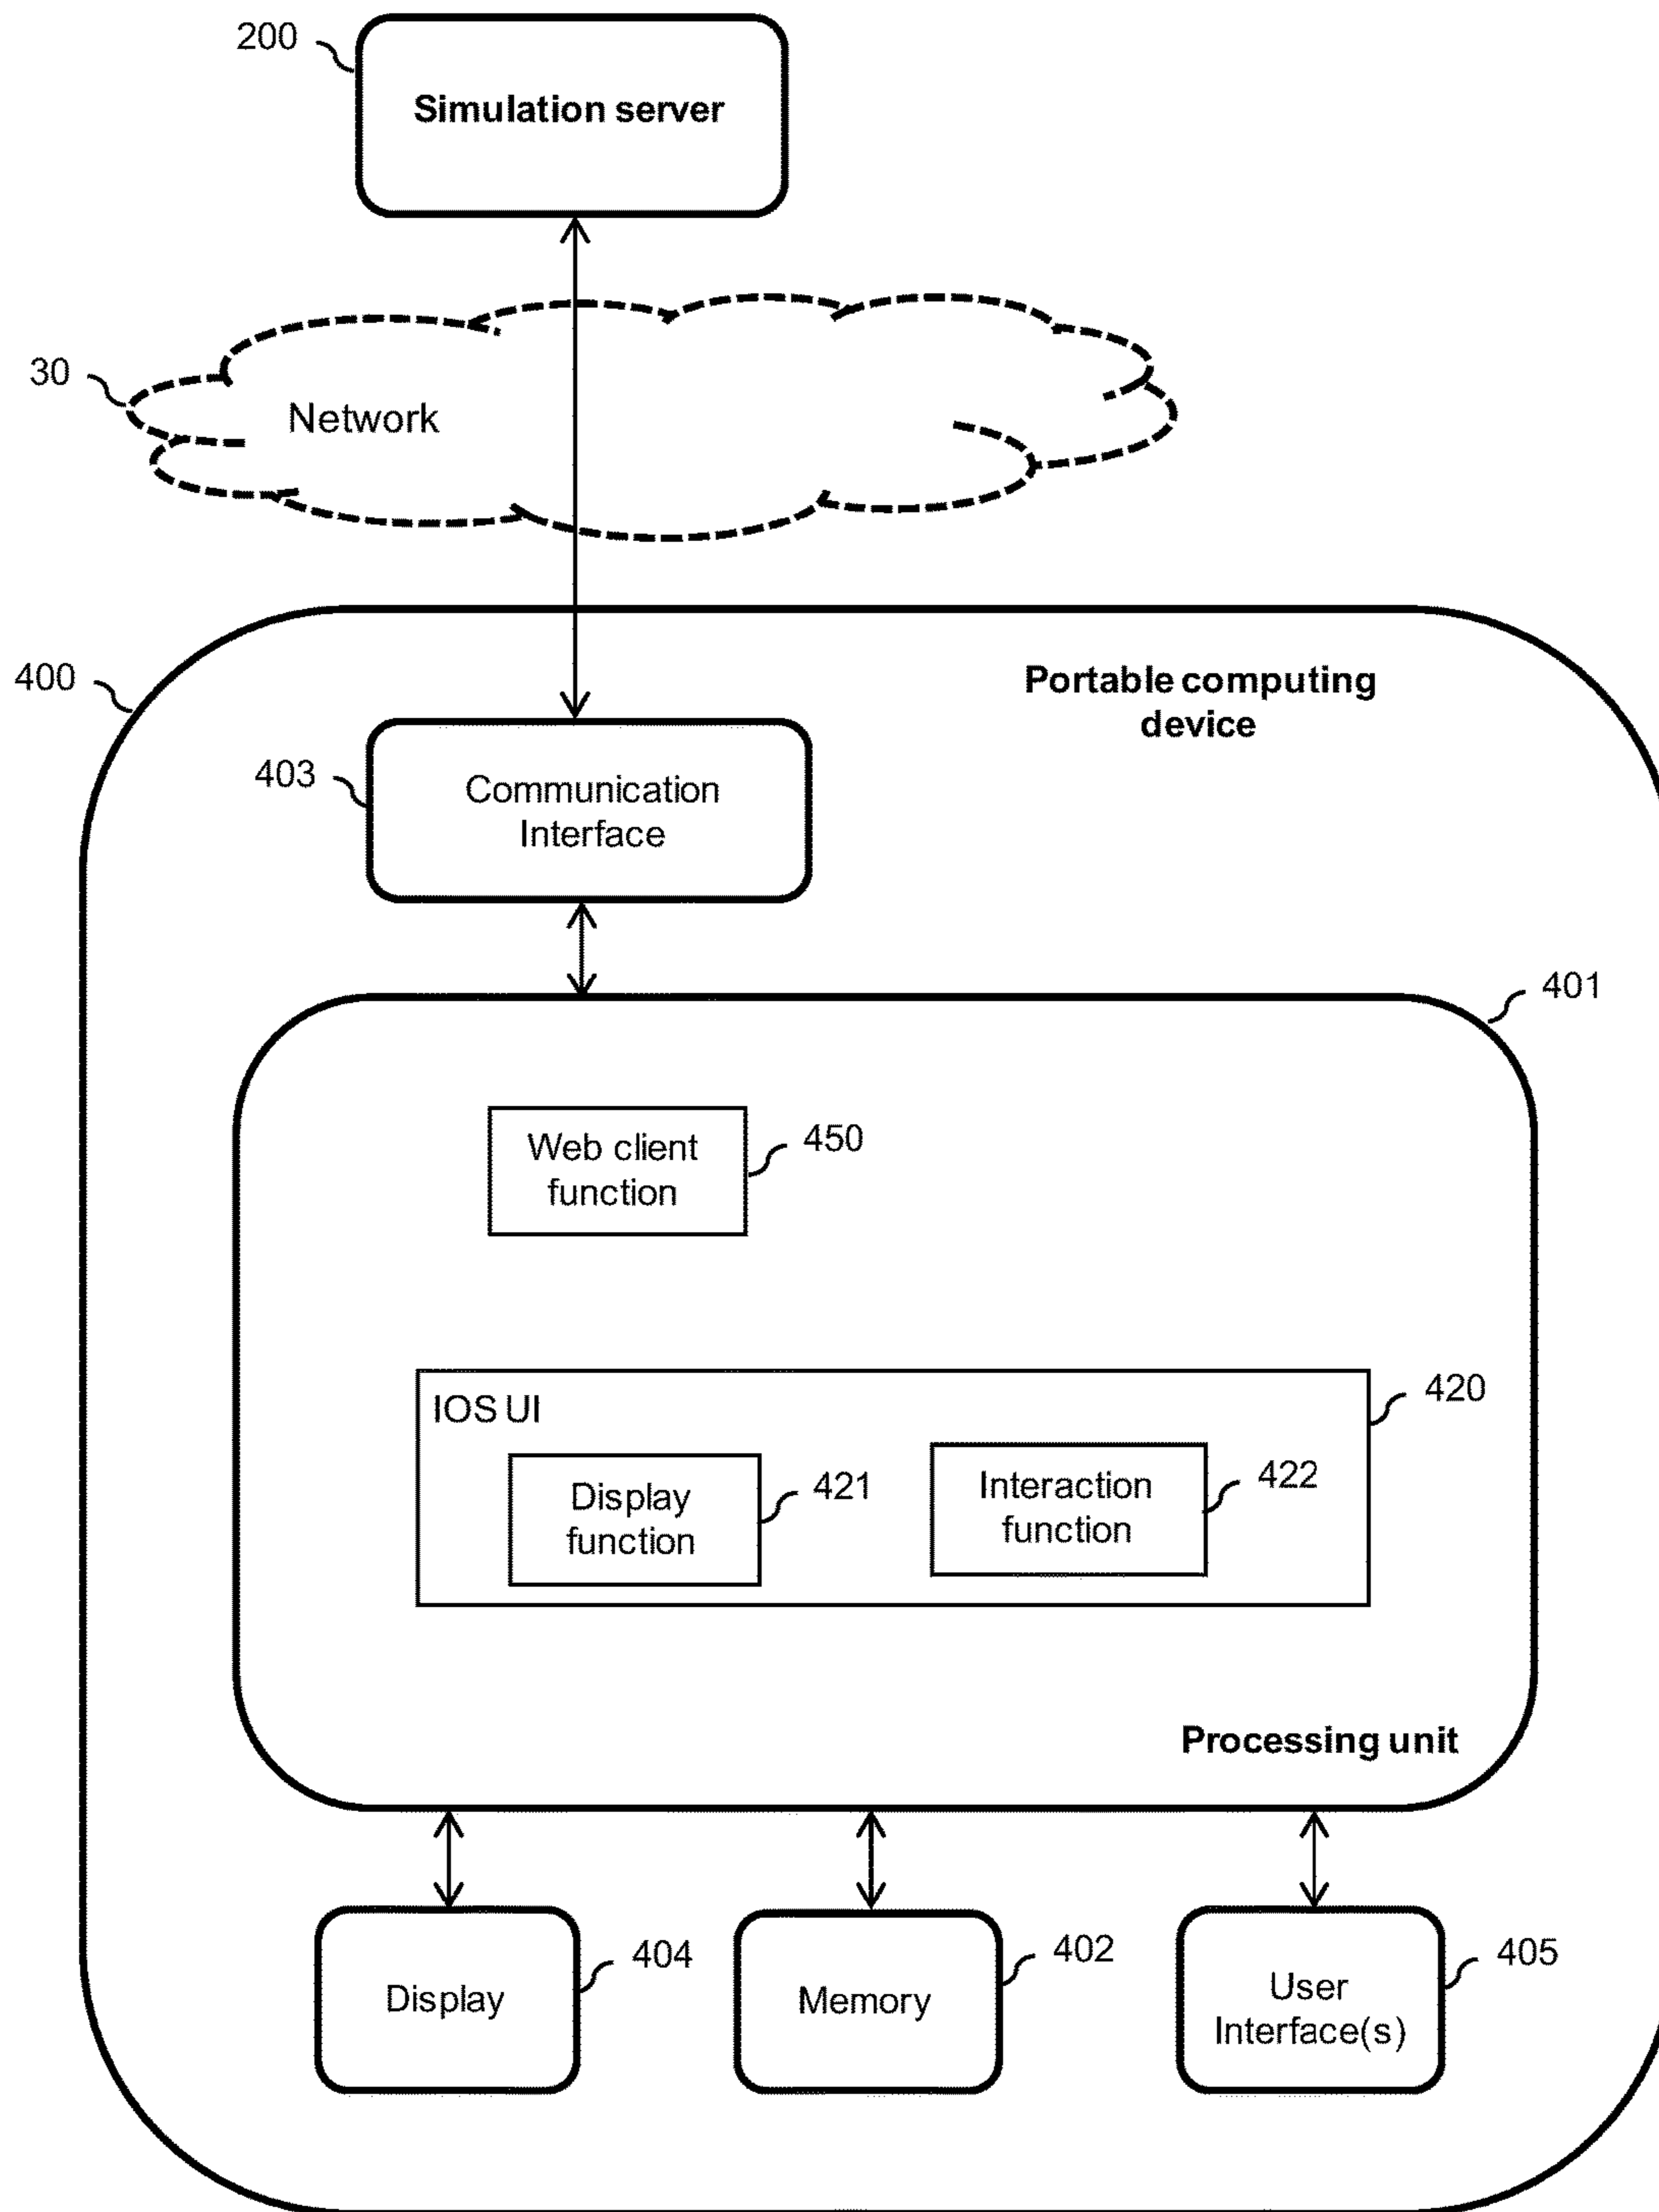 200
Simulation server
30
Network
400
Portable computing
device
403
Communication
Interface
401
Web client
function
450
IOS UI
420
Display
function
421
Interaction
function
422
Processing unit
Display
404
Memory
402
User
Interface(s)
405